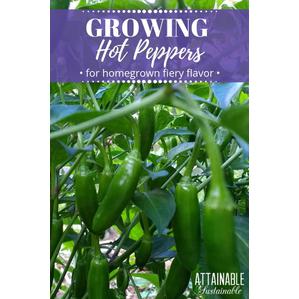 GROWING
Hot Peppers
• for homegrown fiery flavor •
ATTAINABLE
Sustainable